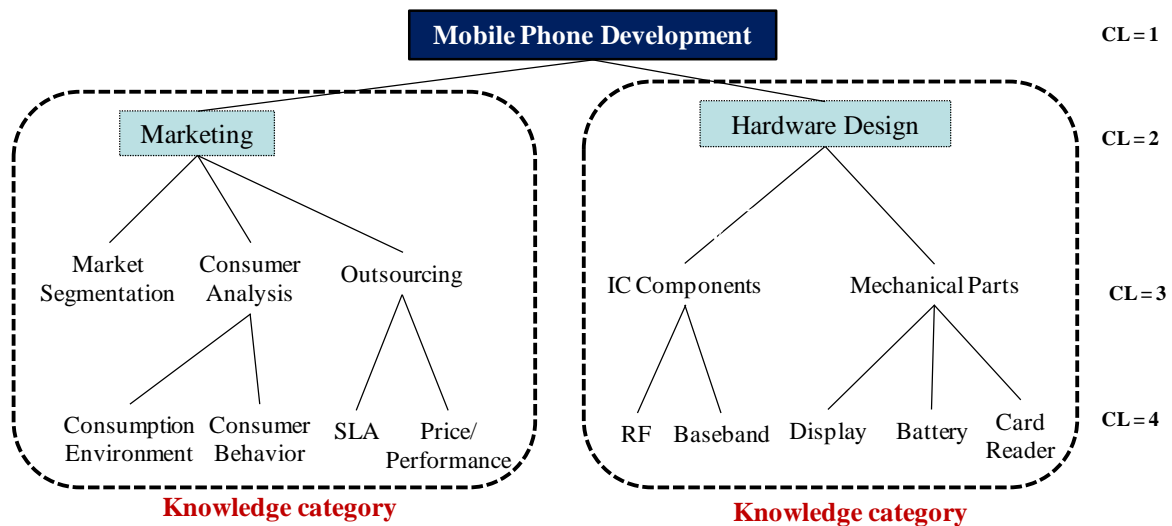 Mobile Phone Development
CL = 1
Marketing
Hardware Design
CL = 2
Market
Segmentation
Consumer
Analysis
Outsourcing
IC Components
Mechanical Parts
CL = 3
Consumption
Environment
Consumer
Behavior
SLA
Price/
Performance
RF
Baseband
Display
Battery
Card
Reader
CL = 4
Knowledge category
Knowledge category